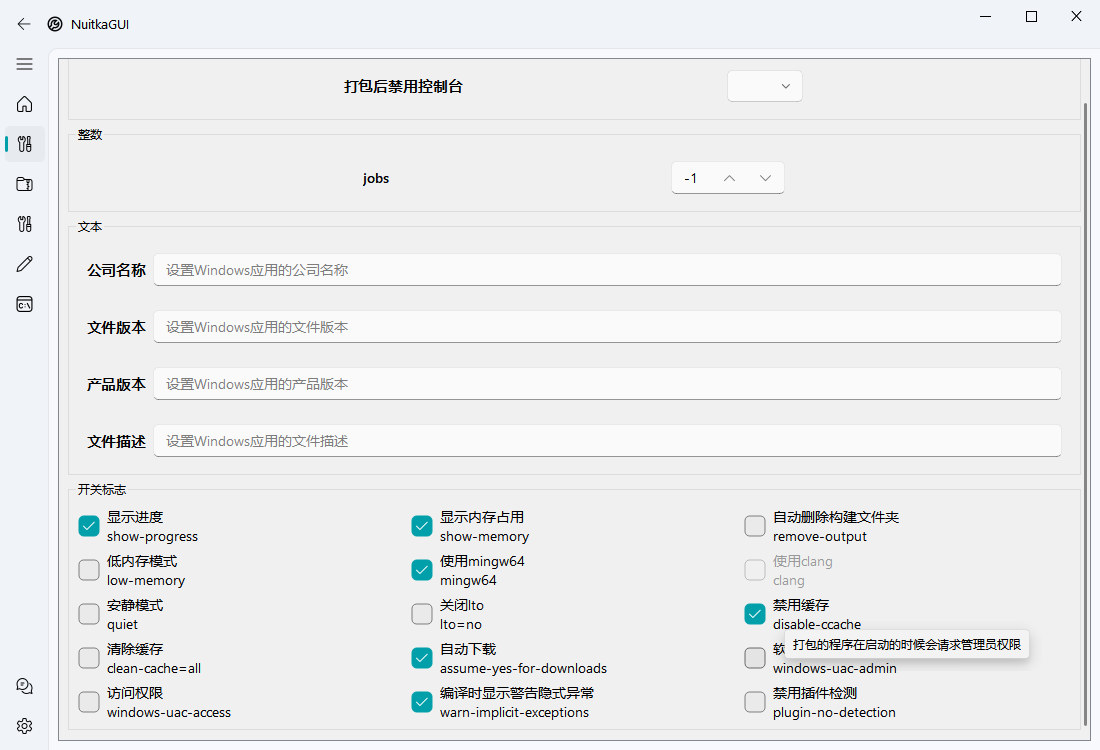 NuitkaGUI
打包后禁用控制台
整数
jobs
-1
文本
公司名称
设置Windows应用的公司名称
文件版本
设置Windows应用的文件版本
产品版本
设置Windows应用的产品版本
文件描述
设置Windows应用的文件描述
开关标志
显示进度
show-progress
显示内存占用
show-memory
自动删除构建文件夹
remove-output
低内存模式
low-memory
使用mingw64
mingw64
使用clang
clang
安静模式
quiet
关闭lto
lto=no
禁用缓存
disable-ccache
打包的程序在启动的时候会请求管理员权限
清除缓存
clean-cache=all
自动下载
assume-yes-for-downloads
windows-uac-admin
访问权限
windows-uac-access
编译时显示警告隐式异常
warn-implicit-exceptions
禁用插件检测
plugin-no-detection